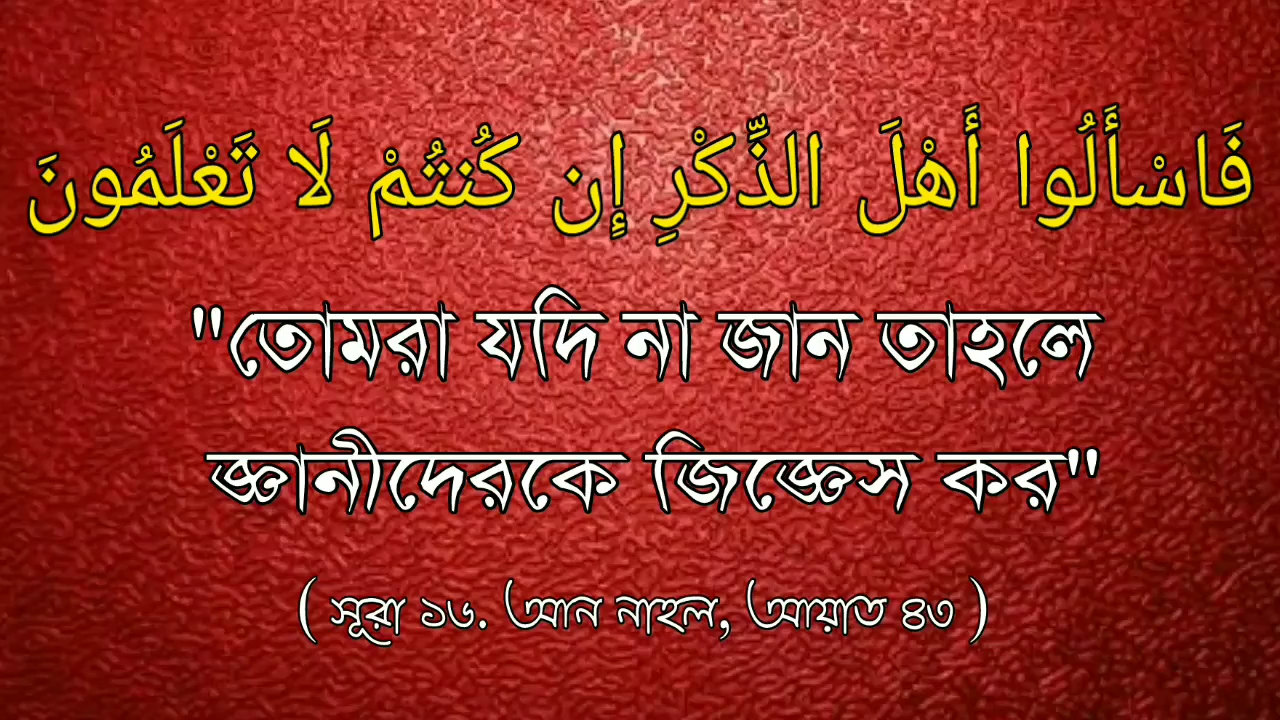 فَاسْأَلُوا أَهْلَ الذِّكْرِ إِن كُنتُمْ لَا تَعْلَمُونَ
"তোমরা যদি না জান তাহলে
জ্ঞানীদেরকে জিজ্ঞেস কর"
( সূরা ১৬. আন নাহল, আয়াত ৪৩ )